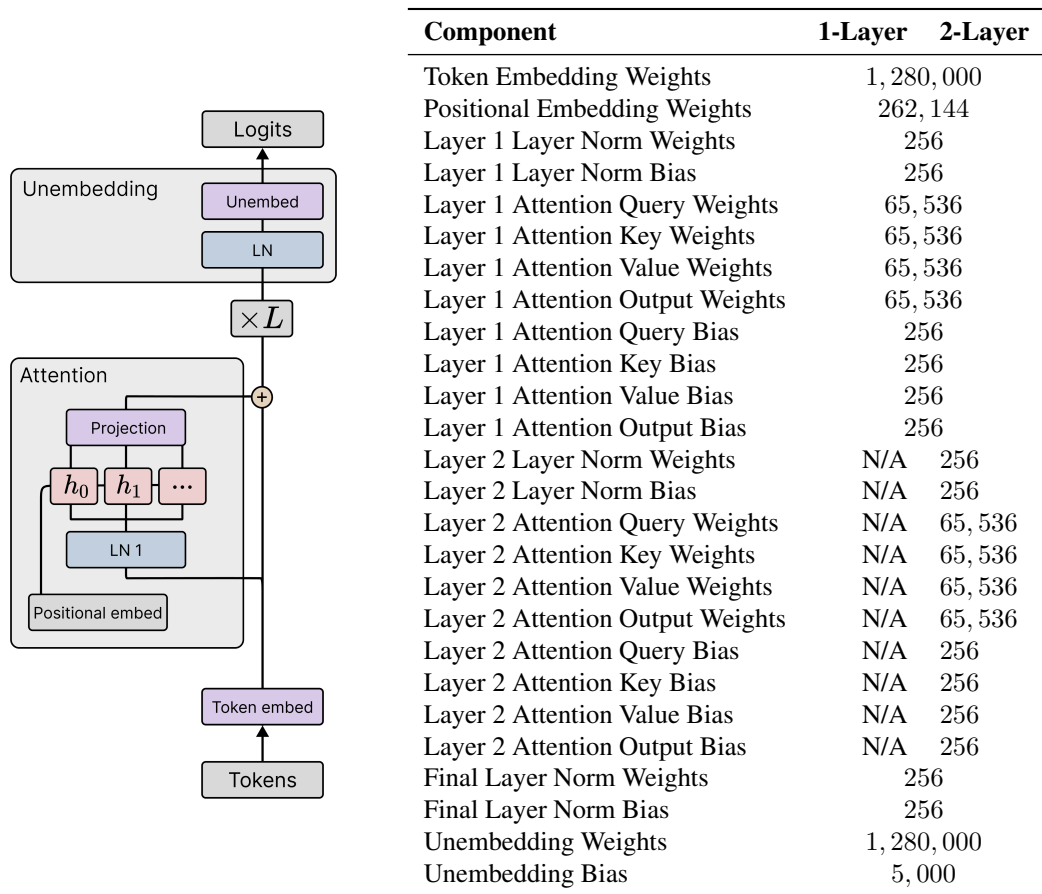 Logits
Unembedding
Unembed
LN
×L
Attention
+
Projection
h₀ h₁ ...
LN 1
Positional embed
Token embed
Tokens
Component 1-Layer 2-Layer
Token Embedding Weights 1, 280, 000
Positional Embedding Weights 262, 144
Layer 1 Layer Norm Weights 256
Layer 1 Layer Norm Bias 256
Layer 1 Attention Query Weights 65, 536
Layer 1 Attention Key Weights 65, 536
Layer 1 Attention Value Weights 65, 536
Layer 1 Attention Output Weights 65, 536
Layer 1 Attention Query Bias 256
Layer 1 Attention Key Bias 256
Layer 1 Attention Value Bias 256
Layer 1 Attention Output Bias 256
Layer 2 Layer Norm Weights N/A 256
Layer 2 Layer Norm Bias N/A 256
Layer 2 Attention Query Weights N/A 65, 536
Layer 2 Attention Key Weights N/A 65, 536
Layer 2 Attention Value Weights N/A 65, 536
Layer 2 Attention Output Weights N/A 65, 536
Layer 2 Attention Query Bias N/A 256
Layer 2 Attention Key Bias N/A 256
Layer 2 Attention Value Bias N/A 256
Layer 2 Attention Output Bias N/A 256
Final Layer Norm Weights 256
Final Layer Norm Bias 256
Unembedding Weights 1, 280, 000
Unembedding Bias 5, 000